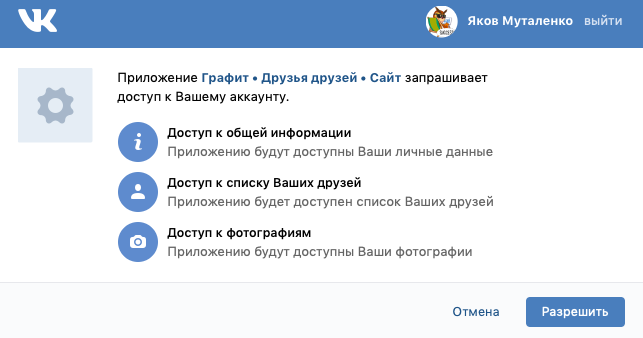 Яков Муталенко выйти
Приложение Графит • Друзья друзей • Сайт запрашивает
доступ к Вашему аккаунту.
Доступ к общей информации
Приложению будут доступны Ваши личные данные
Доступ к списку Ваших друзей
Приложению будет доступен список Ваших друзей
Доступ к фотографиям
Приложению будут доступны Ваши фотографии
Отмена Разрешить